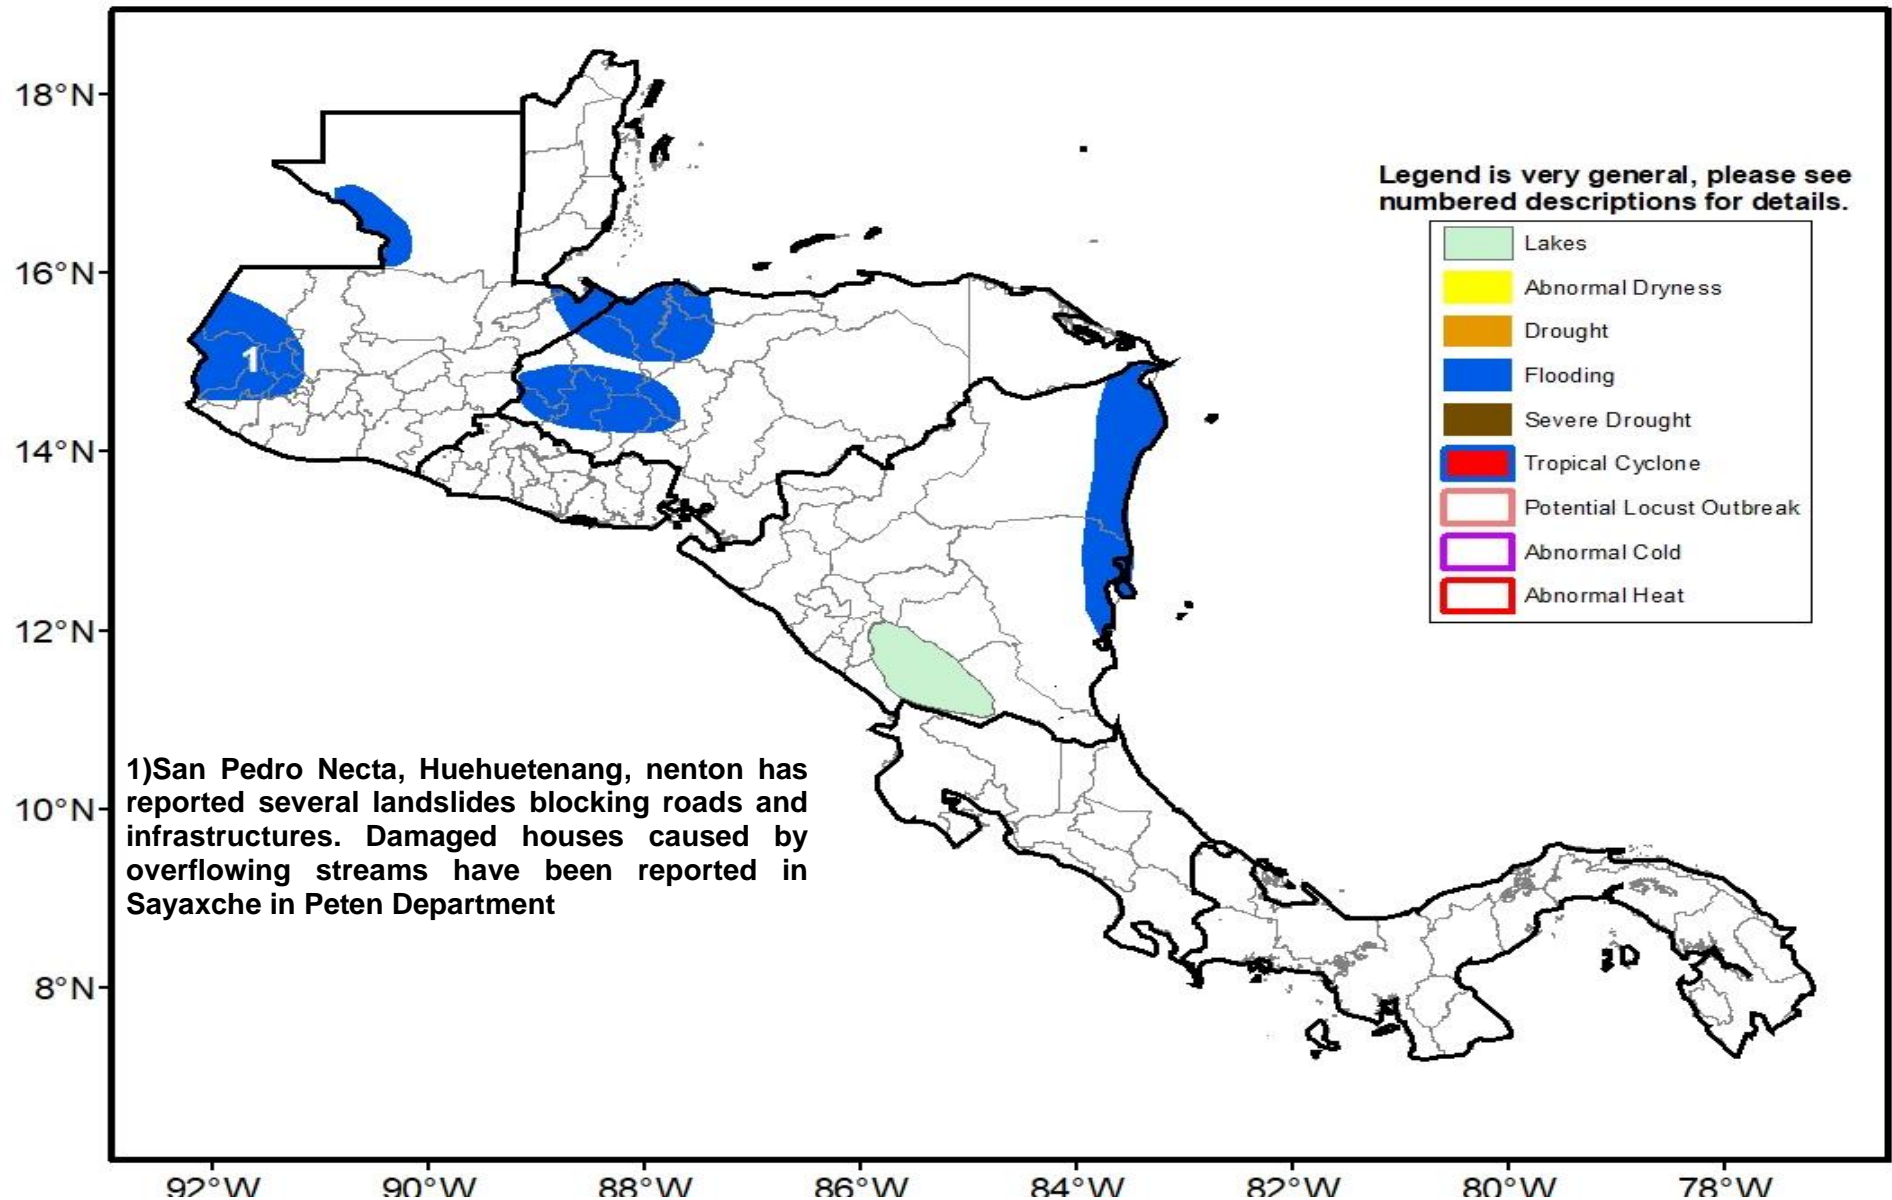 18°N
16°N
14°N
12°N
10°N
8°N
Legend is very general, please see
numbered descriptions for details.
Lakes
Abnormal Dryness
Drought
Flooding
Severe Drought
Tropical Cyclone
Potential Locust Outbreak
Abnormal Cold
Abnormal Heat
1
1)San Pedro Necta, Huehuetenang, nenton has
reported several landslides blocking roads and
infrastructures. Damaged houses caused by
overflowing streams have been reported in
Sayaxche in Peten Department
92°W 90°W 88°W 86°W 84°W 82°W 80°W 78°W